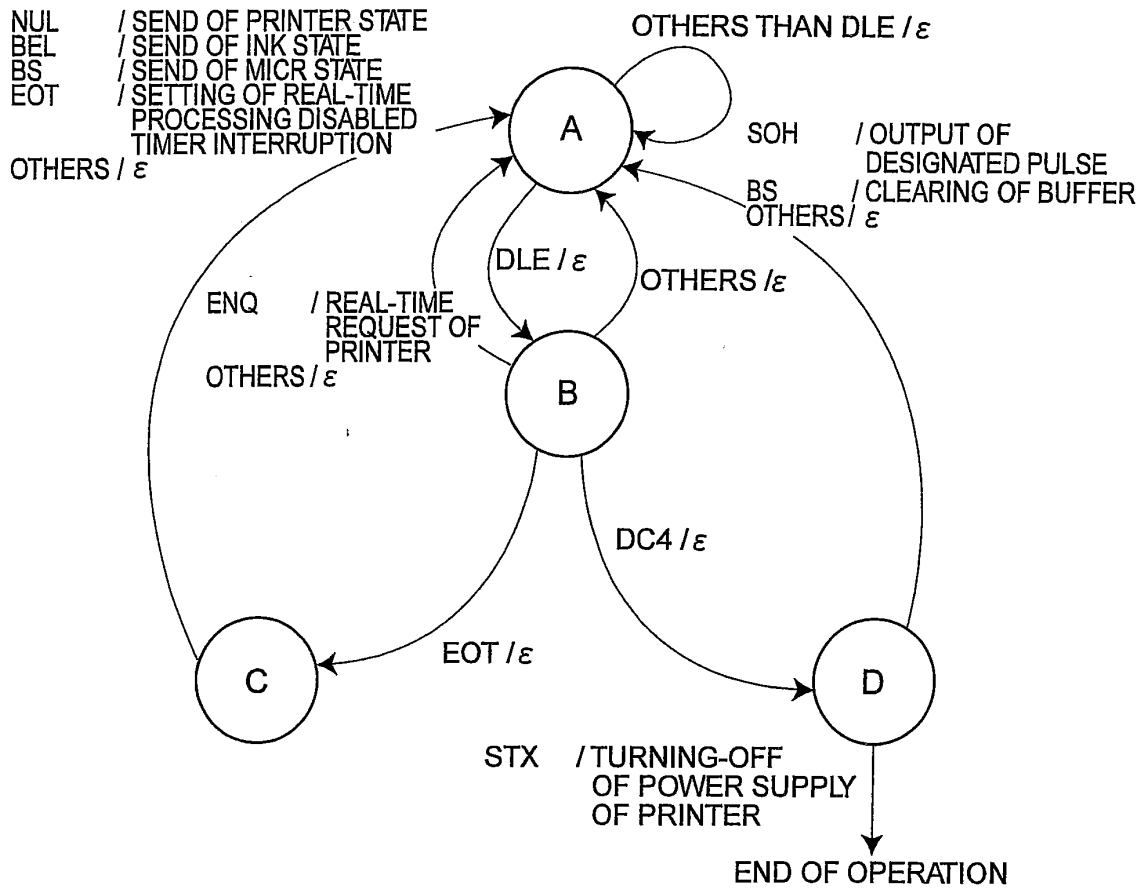 NUL / SEND OF PRINTER STATE
BEL / SEND OF INK STATE
BS / SEND OF MICR STATE
EOT / SETTING OF REAL-TIME
PROCESSING DISABLED
TIMER INTERRUPTION
OTHERS / ε
OTHERS THAN DLE / ε
A
SOH / OUTPUT OF
DESIGNATED PULSE
BS / CLEARING OF BUFFER
OTHERS / ε
DLE / ε
OTHERS / ε
ENQ / REAL-TIME
REQUEST OF
PRINTER
OTHERS / ε
B
DC4 / ε
EOT / ε
C
D
STX / TURNING-OFF
OF POWER SUPPLY
OF PRINTER
END OF OPERATION